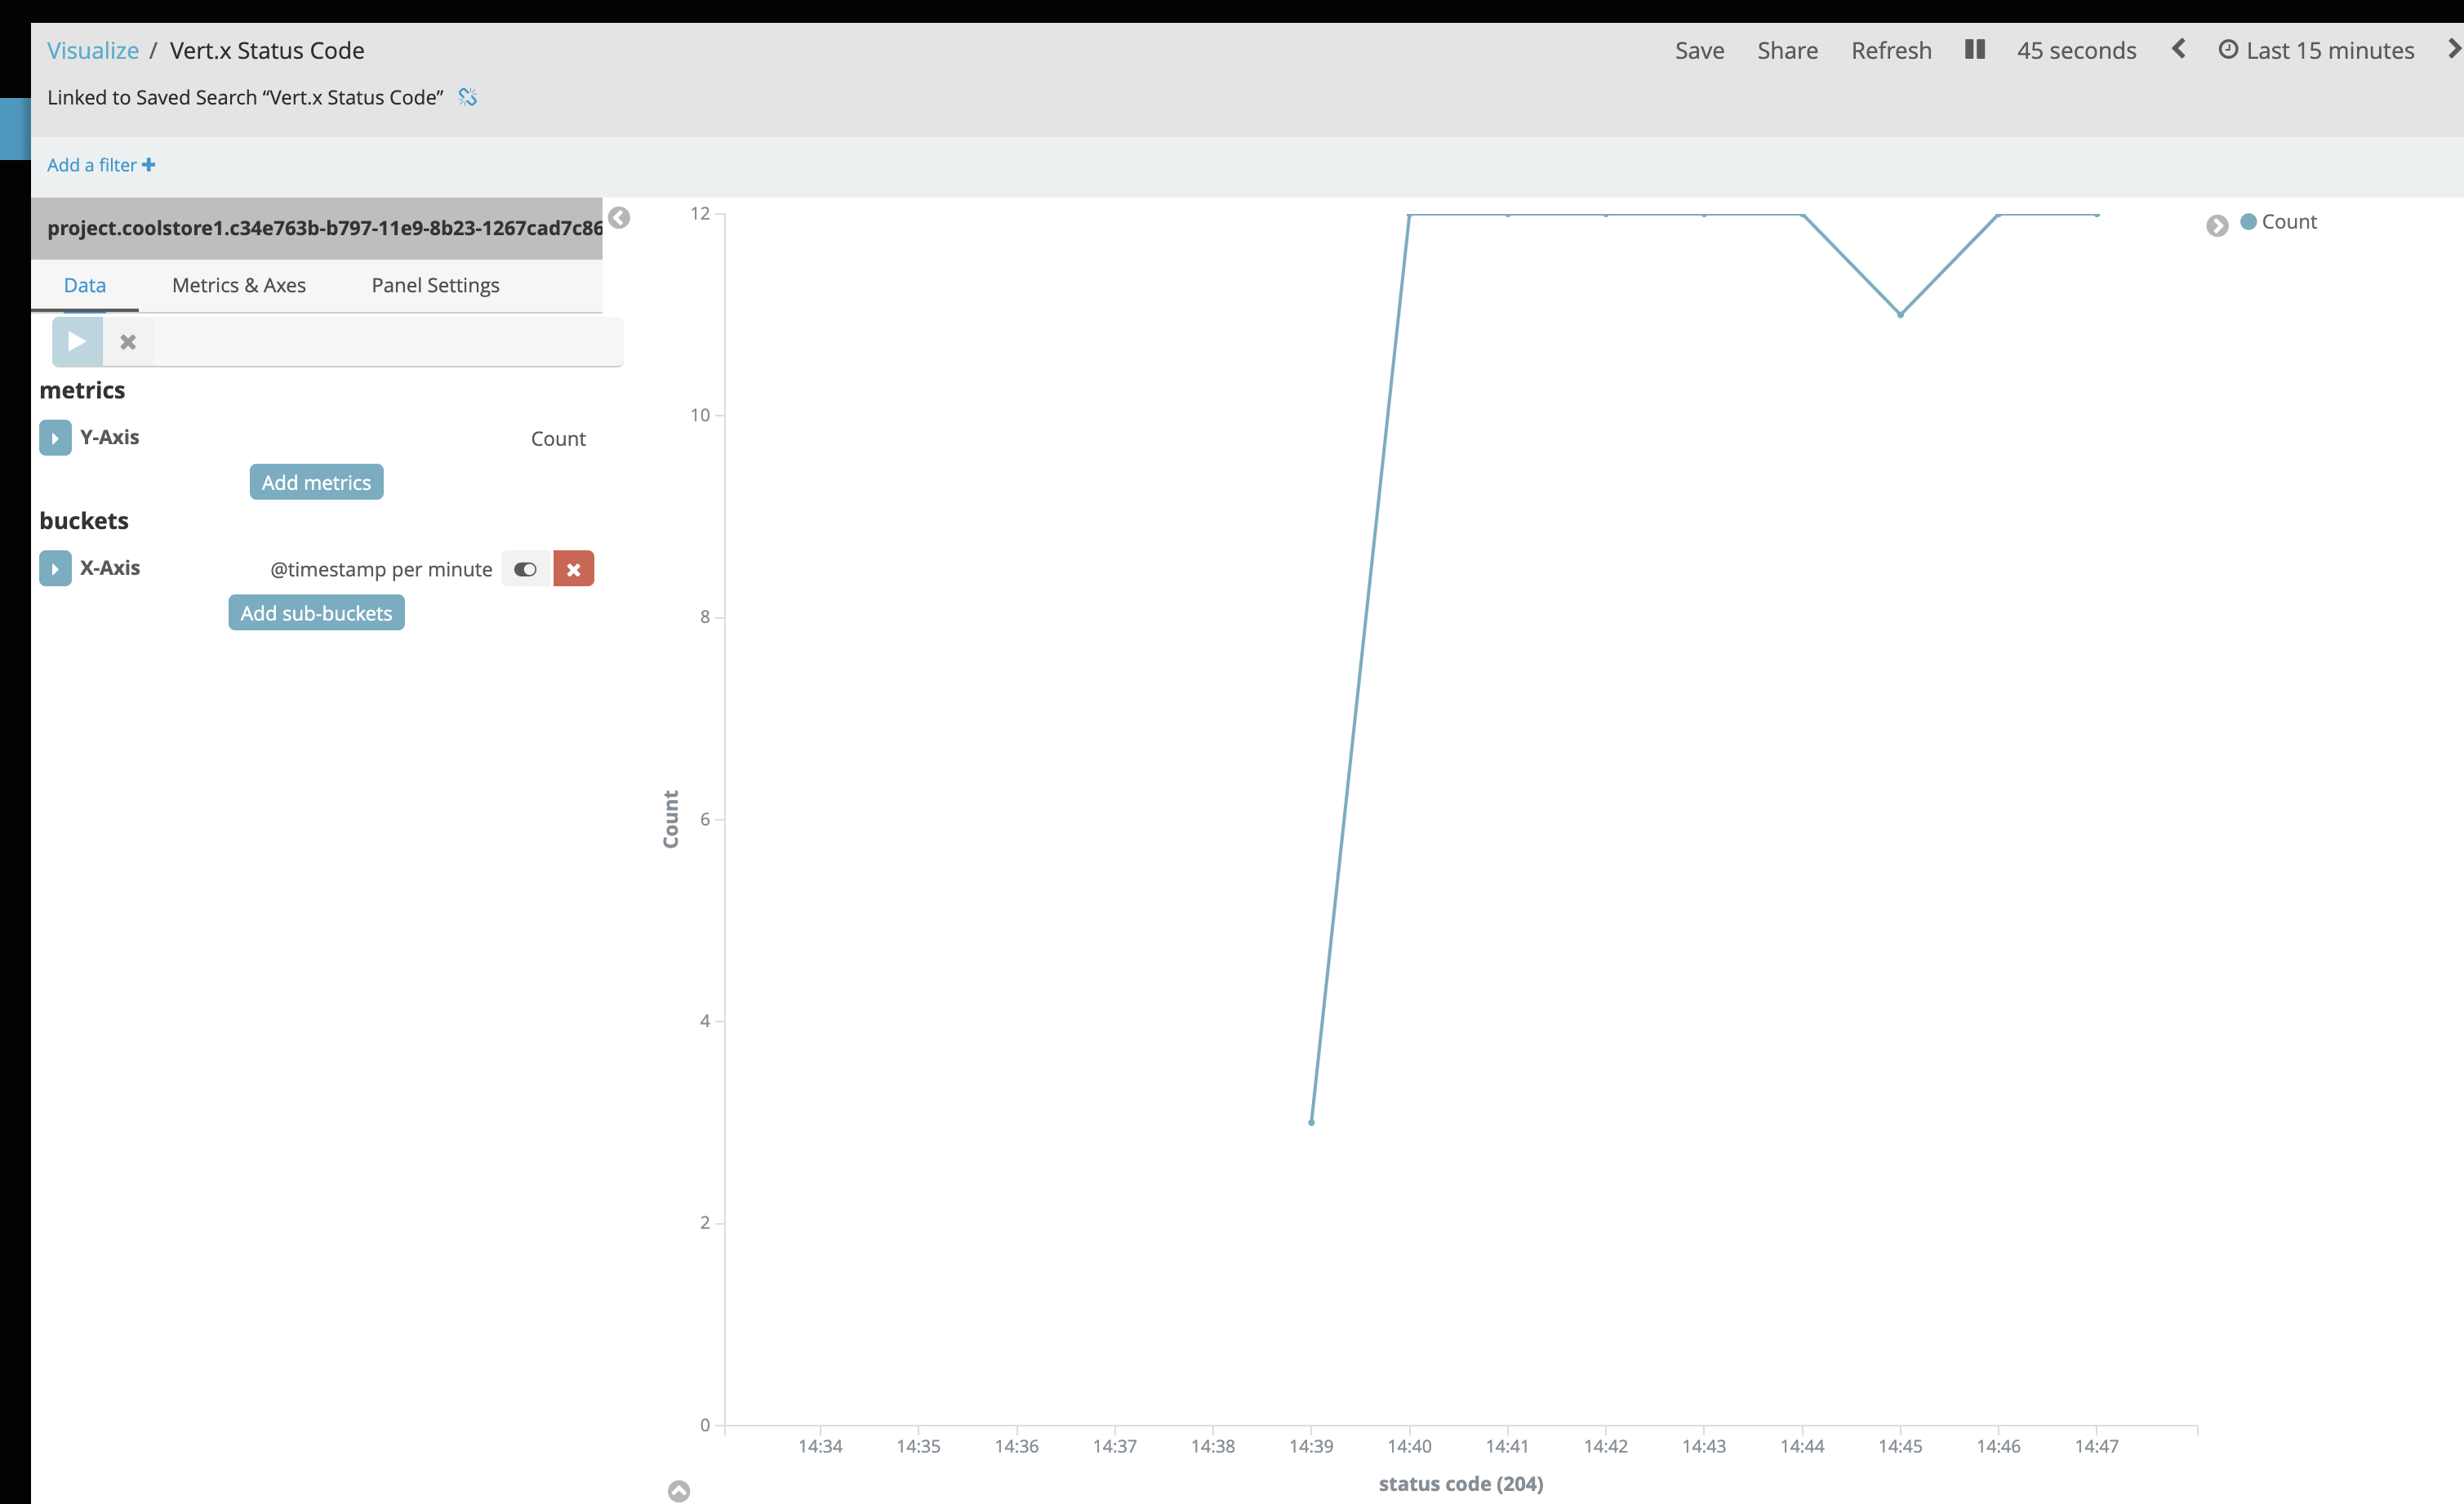 Visualize / Vert.x Status Code
Save Share Refresh 45 seconds Last 15 minutes
Linked to Saved Search “Vert.x Status Code”
Add a filter
project.coolstore1.c34e763b-b797-11e9-8b23-1267cad7c86
Data Metrics & Axes Panel Settings
metrics
Y-Axis Count
Add metrics
buckets
X-Axis @timestamp per minute
Add sub-buckets
Count
12
10
8
6
4
2
0
Count
14:34 14:35 14:36 14:37 14:38 14:39 14:40 14:41 14:42 14:43 14:44 14:45 14:46 14:47
status code (204)